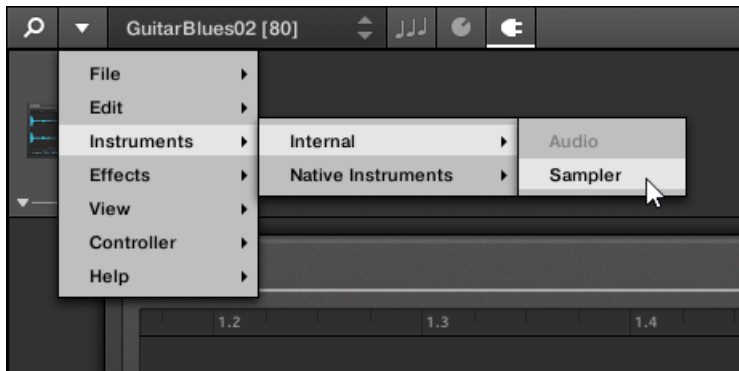 GuitarBlues02 [80]
File
Edit
Instruments
Effects
View
Controller
Help
Internal
Native Instruments
Audio
Sampler
1.2 1.3 1.4